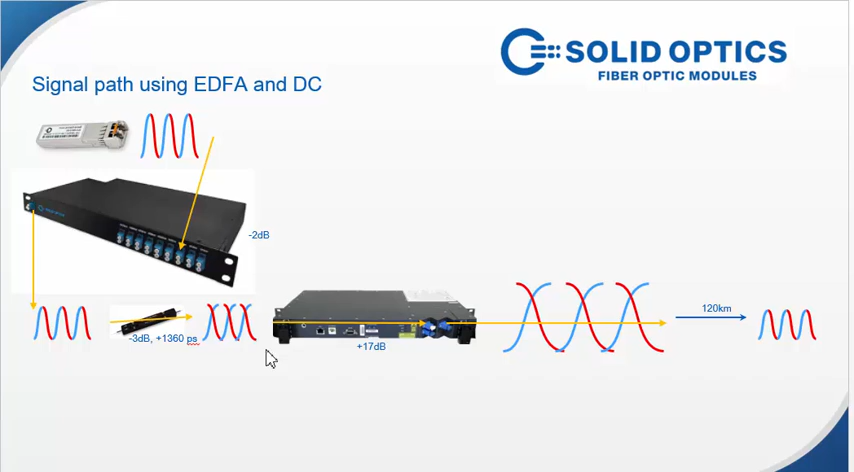 SOLID OPTICS
FIBER OPTIC MODULES
Signal path using EDFA and DC
-2dB
-3dB, +1360 ps
+17dB
120km